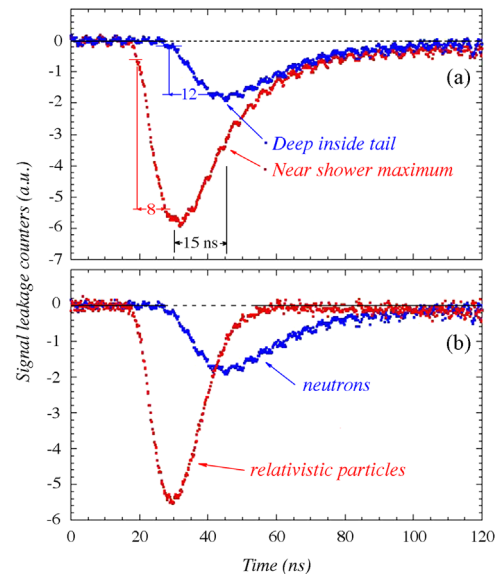 0
-1
-2
-3
-4
-5
-6
-7
(a)
12
8
Deep inside tail
Near shower maximum
15 ns
Signal leakage counters (a.u.)
0
-1
-2
-3
-4
-5
-6
(b)
neutrons
relativistic particles
0 20 40 60 80 100 120
Time (ns)